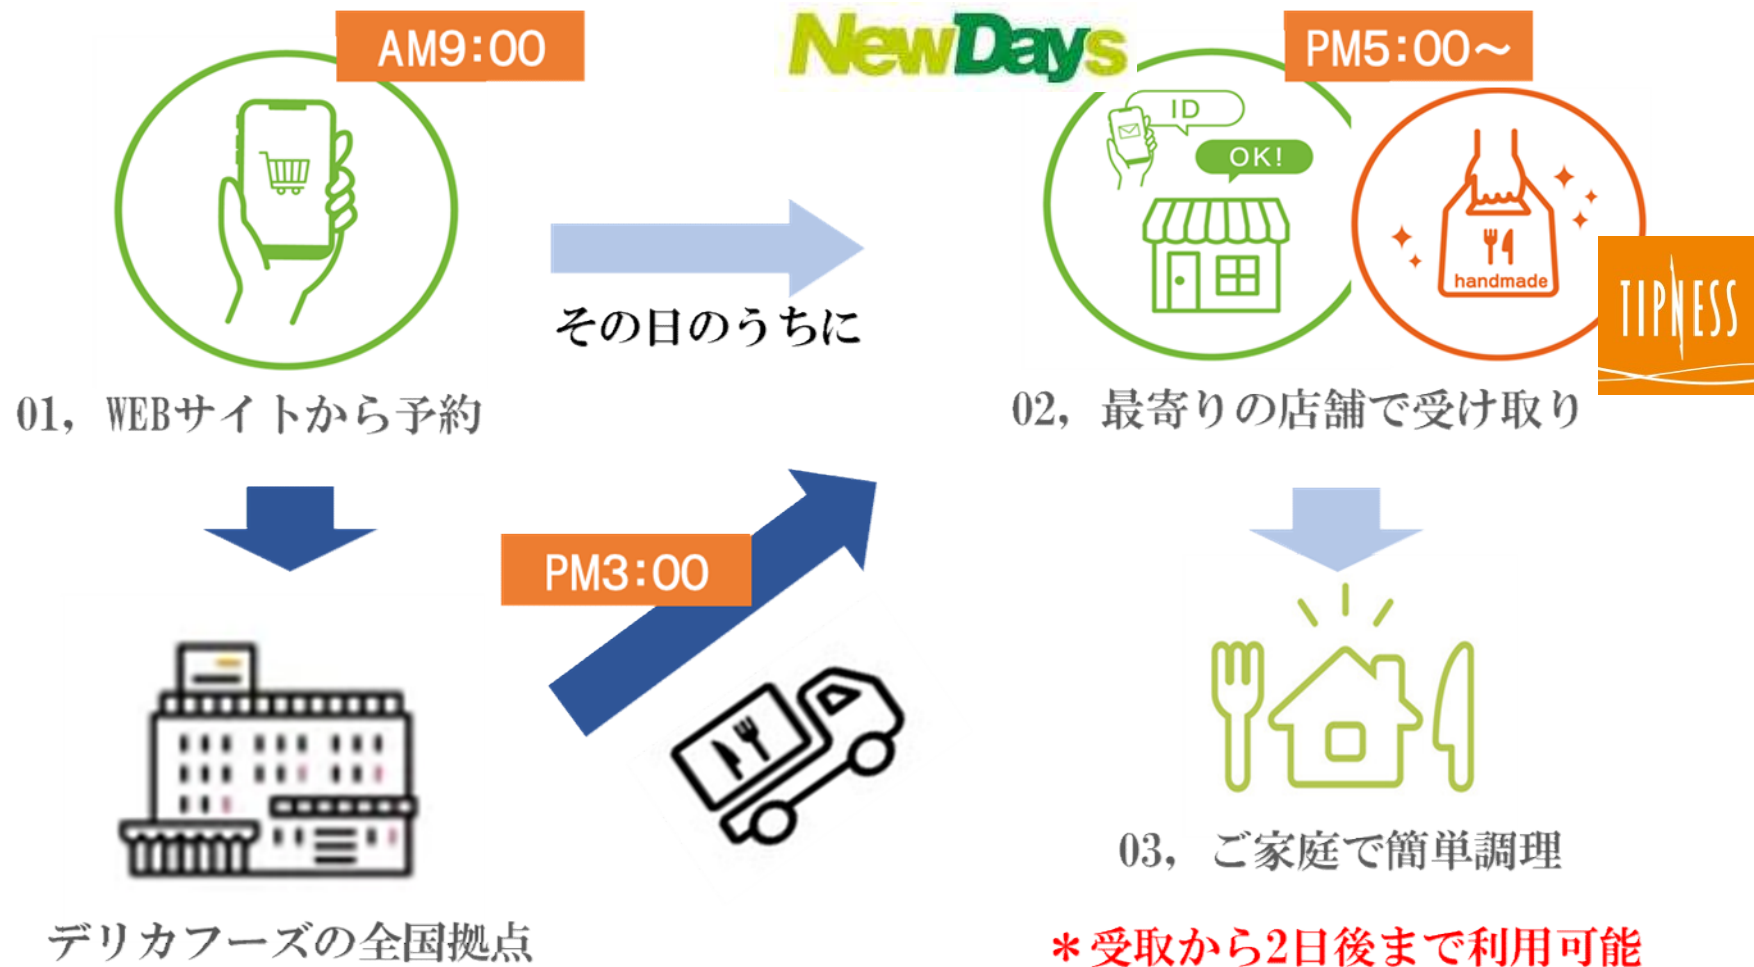 AM9:00
NewDays
PM5:00～
ID
OK!
handmade
TIPNESS
その日のうちに
01, WEBサイトから予約
02, 最寄りの店舗で受け取り
PM3:00
03, ご家庭で簡単調理
デリカフーズの全国拠点
＊受取から2日後まで利用可能